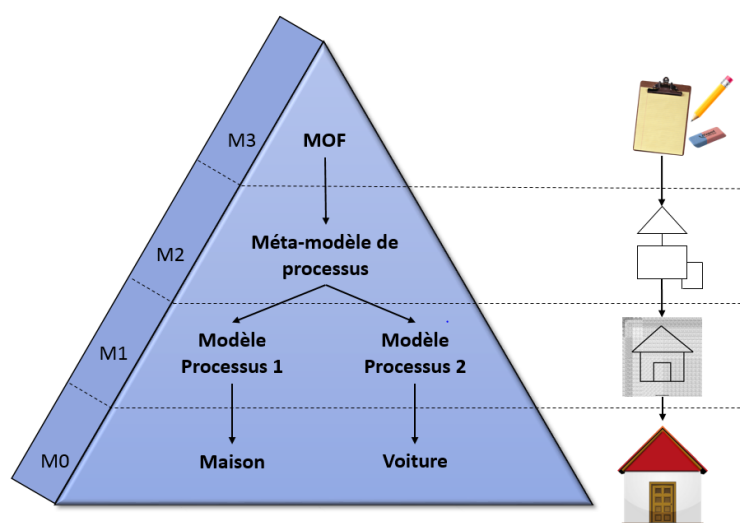 M3
MOF
M2
Méta-modèle de
processus
M1
Modèle
Processus 1
Modèle
Processus 2
M0
Maison
Voiture